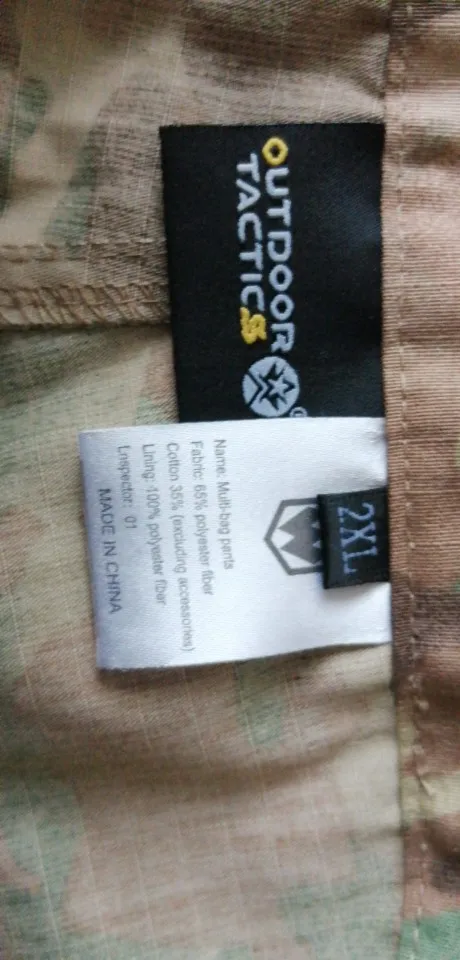 OUTDOOR
TACTICS
®
2XL
Name: Multi-bag pants
Fabric: 65% polyester fiber
Cotton 35% (excluding accessories)
Lining: 100% polyester fiber
Lnspector: 01
MADE IN CHINA